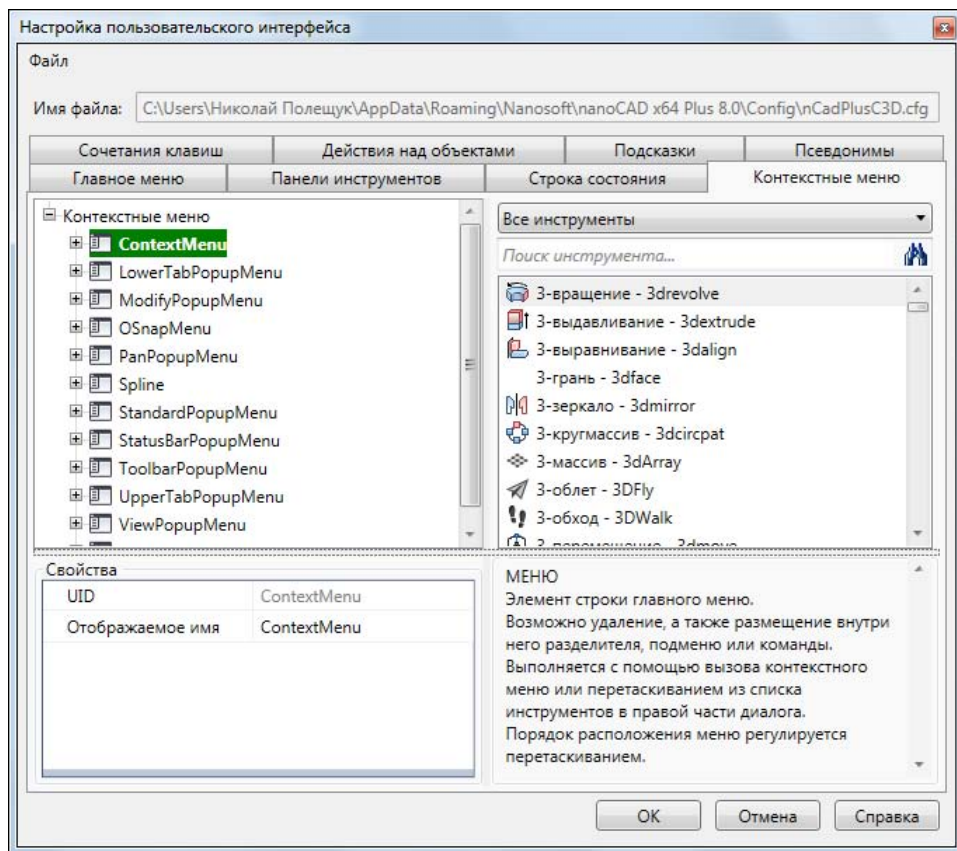 Настройка пользовательского интерфейса
Файл
Имя файла: C:\Users\Николай Полещук\AppData\Roaming\Nanosoft\nanoCAD x64 Plus 8.0\Config\nCadPlusC3D.cfg
Сочетания клавиш Действия над объектами Подсказки Псевдонимы
Главное меню Панели инструментов Строка состояния Контекстные меню
Контекстные меню
ContextMenu
LowerTabPopupMenu
ModifyPopupMenu
OSnapMenu
PanPopupMenu
Spline
StandardPopupMenu
StatusBarPopupMenu
ToolbarPopupMenu
UpperTabPopupMenu
ViewPopupMenu
Все инструменты
Поиск инструмента...
3-вращение - 3drevolve
3-выдавливание - 3dextrude
3-выравнивание - 3dalign
3-грань - 3dface
3-зеркало - 3dmirror
3-кругмассив - 3dcircpat
3-массив - 3dArray
3-облет - 3DFly
3-обход - 3DWalk
3-перемещение - 3dmove
Свойства
UID ContextMenu
Отображаемое имя ContextMenu
МЕНЮ
Элемент строки главного меню.
Возможно удаление, а также размещение внутри
него разделителя, подменю или команды.
Выполняется с помощью вызова контекстного
меню или перетаскиванием из списка
инструментов в правой части диалога.
Порядок расположения меню регулируется
перетаскиванием.
ОК Отмена Справка